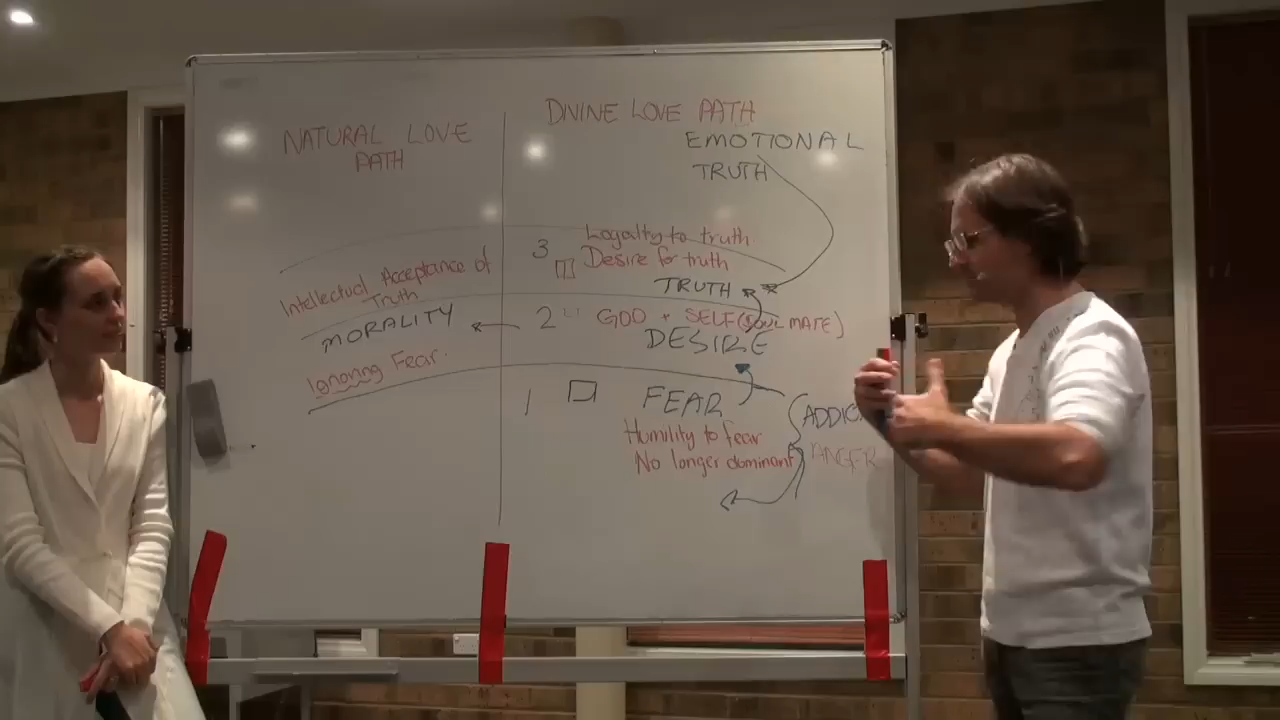 NATURAL LOVE
PATH
Intellectual Acceptance of
Truth
MORALITY
Ignoring Fear.
DIVINE LOVE PATH
EMOTIONAL
TRUTH
3 Loyalty to truth.
Desire for truth
TRUTH
2 GOD + SELF (SOUL MATE)
DESIRE
1 FEAR
Humility to fear
No longer dominant
ANGER